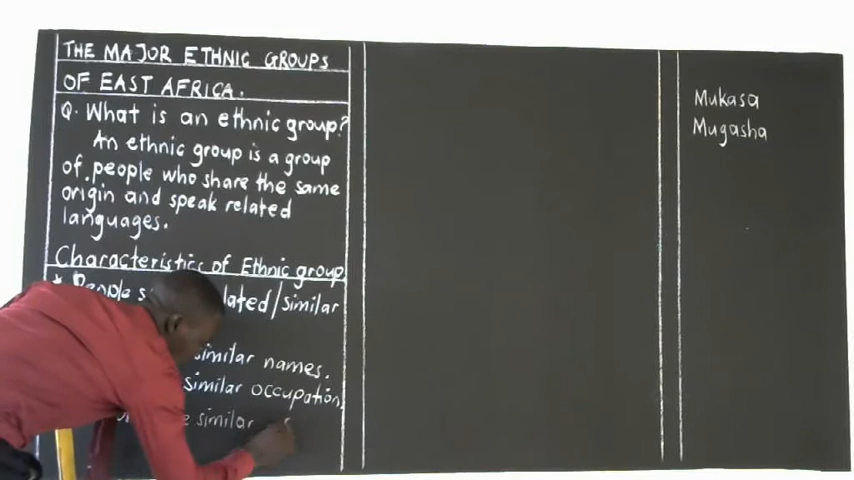 THE MAJOR ETHNIC GROUPS
OF EAST AFRICA.
Q. What is an ethnic group?
An ethnic group is a group
of people who share the same
origin and speak related
languages.
Characteristics of Ethnic group
* People / similar
similar names.
similar occupation,
similar
Mukasa
Mugasha